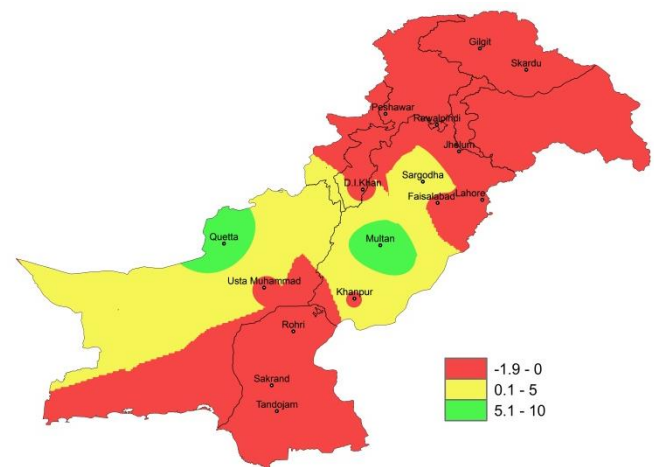 Gilgit
Skardu
Peshawar
Rawalpindi
Jhelum
D.I.Khan
Sargodha
Faisalabad
Lahore
Quetta
Multan
Usta Muhammad
Khanpur
Rohri
Sakrand
Tandojam
-1.9 - 0
0.1 - 5
5.1 - 10